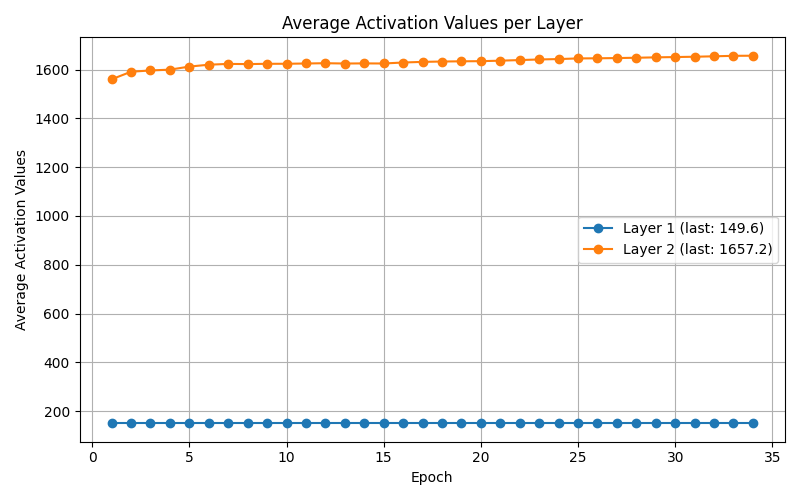 Average Activation Values per Layer
Average Activation Values
1600
1400
1200
1000
800
600
400
200
Layer 1 (last: 149.6)
Layer 2 (last: 1657.2)
0 5 10 15 20 25 30 35
Epoch